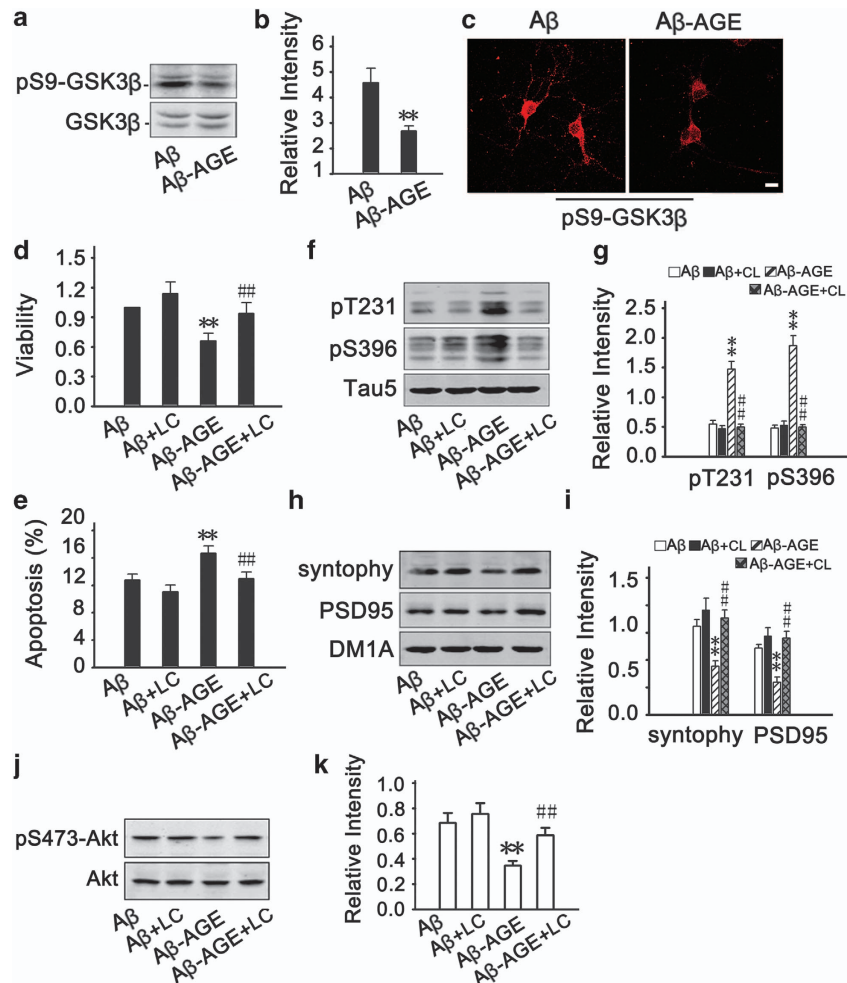 a
pS9-GSK3β
GSK3β
Aβ
Aβ-AGE
b
Relative Intensity
6
5
4
3
2
1
**
Aβ
Aβ-AGE
c
Aβ
Aβ-AGE
pS9-GSK3β
d
Viability
1.5
1.2
0.9
0.6
0.3
0.0
**
##
Aβ
Aβ+LC
Aβ-AGE
Aβ-AGE+LC
e
Apoptosis (%)
20
16
12
8
4
0
**
##
Aβ
Aβ+LC
Aβ-AGE
Aβ-AGE+LC
f
pT231
pS396
Tau5
Aβ
Aβ+LC
Aβ-AGE
Aβ-AGE+LC
g
Aβ Aβ+CL Aβ-AGE
Aβ-AGE+CL
Relative Intensity
2.5
2.0
1.5
1.0
0.5
0.0
**
##
**
##
pT231 pS396
h
syntophy
PSD95
DM1A
Aβ
Aβ+LC
Aβ-AGE
Aβ-AGE+LC
i
Aβ Aβ+CL Aβ-AGE
Aβ-AGE+CL
Relative Intensity
1.5
1.0
0.5
0.0
**
##
**
##
syntophy PSD95
j
pS473-Akt
Akt
Aβ
Aβ+LC
Aβ-AGE
Aβ-AGE+LC
k
Relative Intensity
1.0
0.8
0.6
0.4
0.2
0.0
**
##
Aβ
Aβ+LC
Aβ-AGE
Aβ-AGE+LC